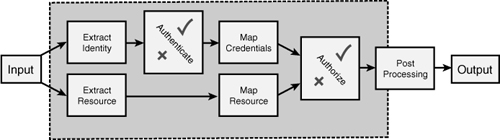 Input
Extract
Identity
Authenticate
Map
Credentials
Extract
Resource
Map
Resource
Authorize
Post
Processing
Output